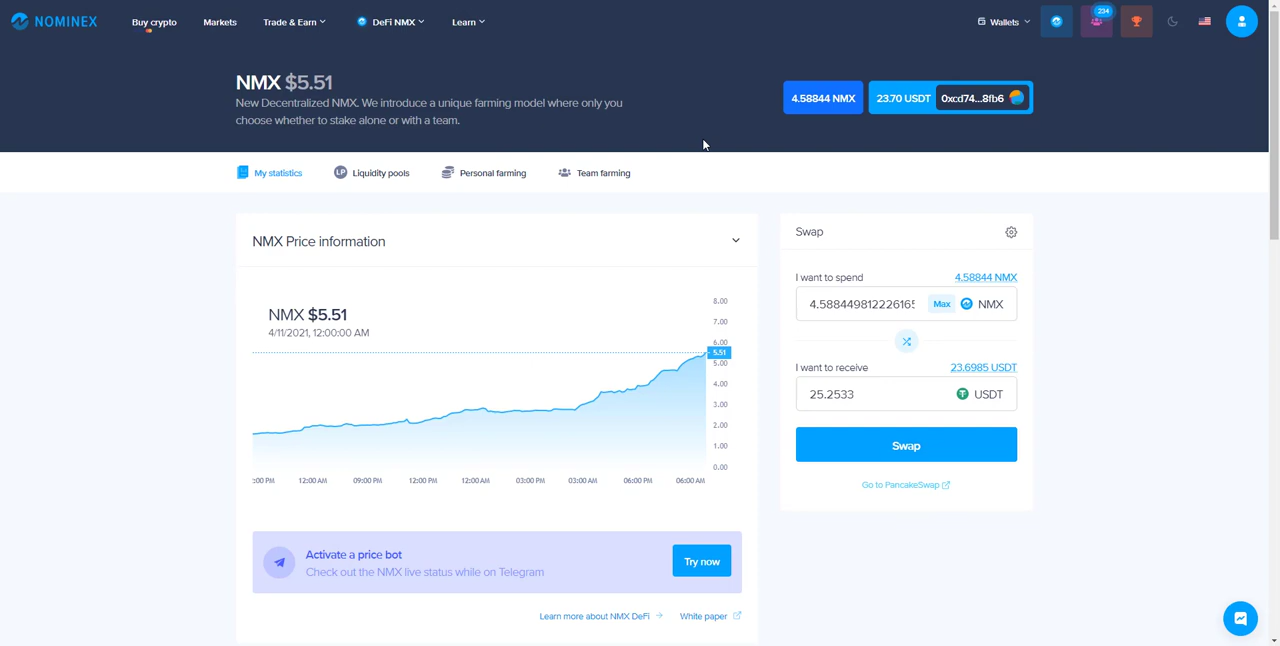 NOMINEX
Buy crypto
Markets
Trade & Earn
DeFi NMX
Learn
Wallets
234
NMX $5.51
New Decentralized NMX. We introduce a unique farming model where only you
choose whether to stake alone or with a team.
4.58844 NMX
23.70 USDT
0xcd74...8fb6
My statistics
LP
Liquidity pools
Personal farming
Team farming
NMX Price information
NMX $5.51
4/11/2021, 12:00:00 AM
8.00
7.00
6.00
5.51
5.00
4.00
3.00
2.00
1.00
0.00
:00 PM
12:00 AM
09:00 PM
12:00 PM
12:00 AM
03:00 PM
03:00 AM
06:00 PM
06:00 AM
Activate a price bot
Check out the NMX live status while on Telegram
Try now
Learn more about NMX DeFi
White paper
Swap
I want to spend
4.58844 NMX
4.58844981222616
Max
NMX
I want to receive
23.6985 USDT
25.2533
USDT
Swap
Go to PancakeSwap